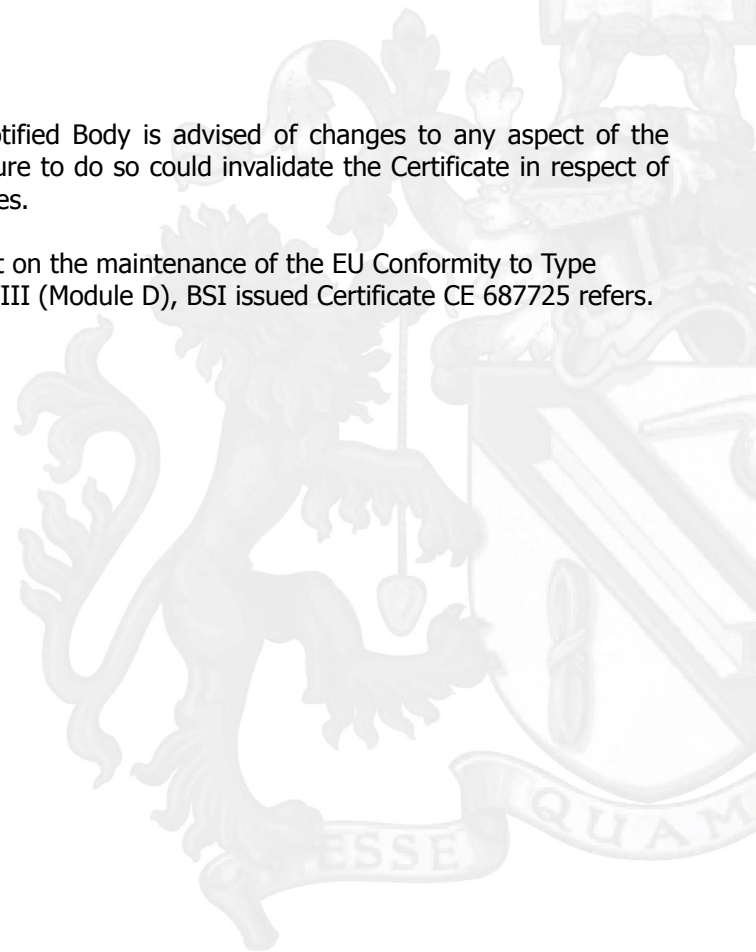 otified Body is advised of changes to any aspect of the
ure to do so could invalidate the Certificate in respect of
es.
t on the maintenance of the EU Conformity to Type
III (Module D), BSI issued Certificate CE 687725 refers.
ESSE QUAM